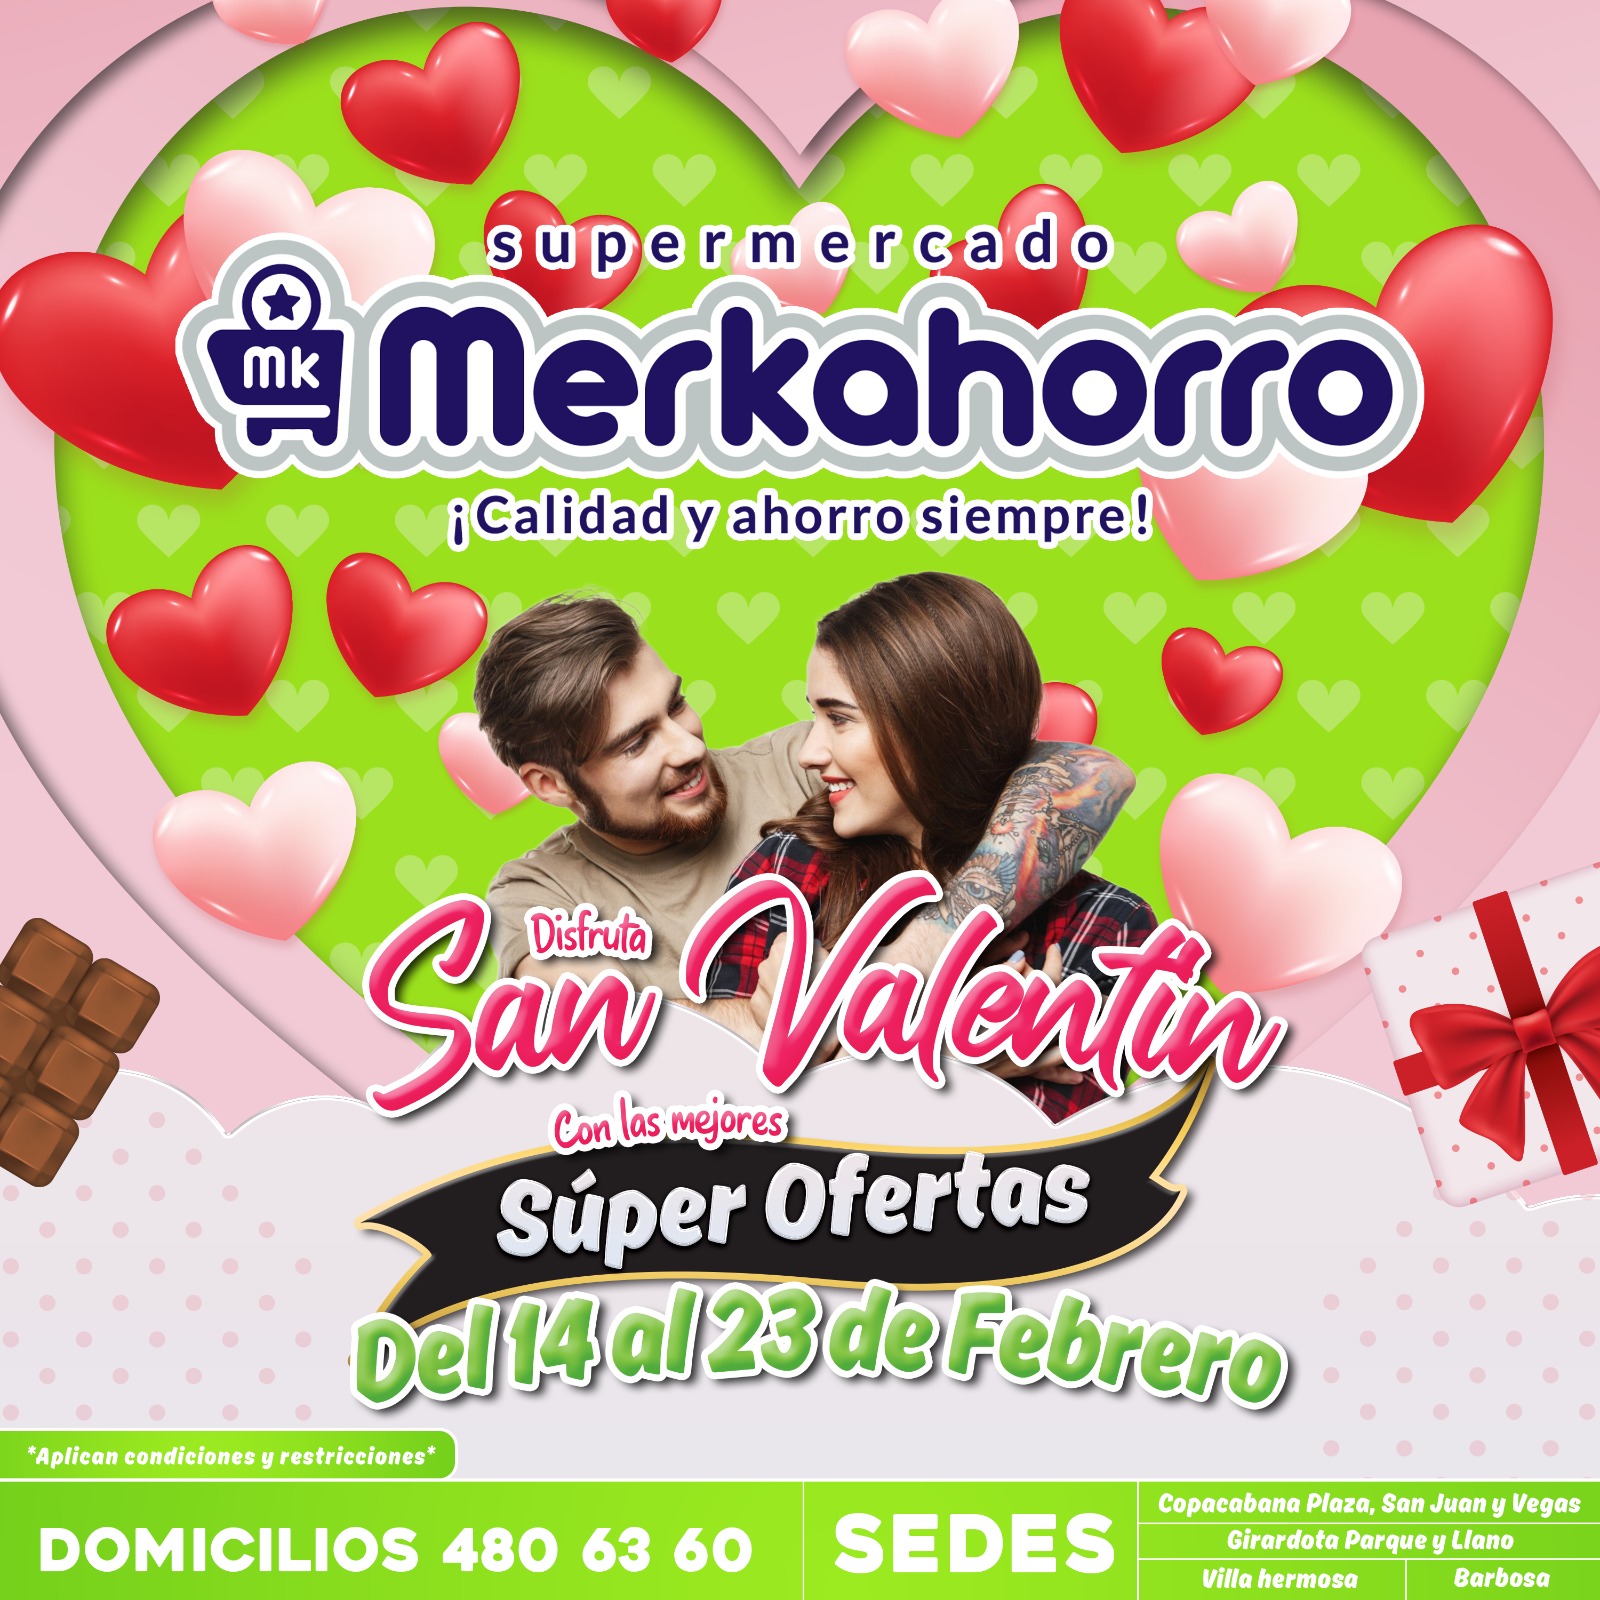 supermercado
mk
Merkahorro
¡Calidad y ahorro siempre!
Disfruta
San Valentín
Con las mejores
Súper Ofertas
Del 14 al 23 de Febrero
*Aplican condiciones y restricciones*
DOMICILIOS 480 63 60
SEDES
Copacabana Plaza, San Juan y Vegas
Girardota Parque y Llano
Villa hermosa
Barbosa